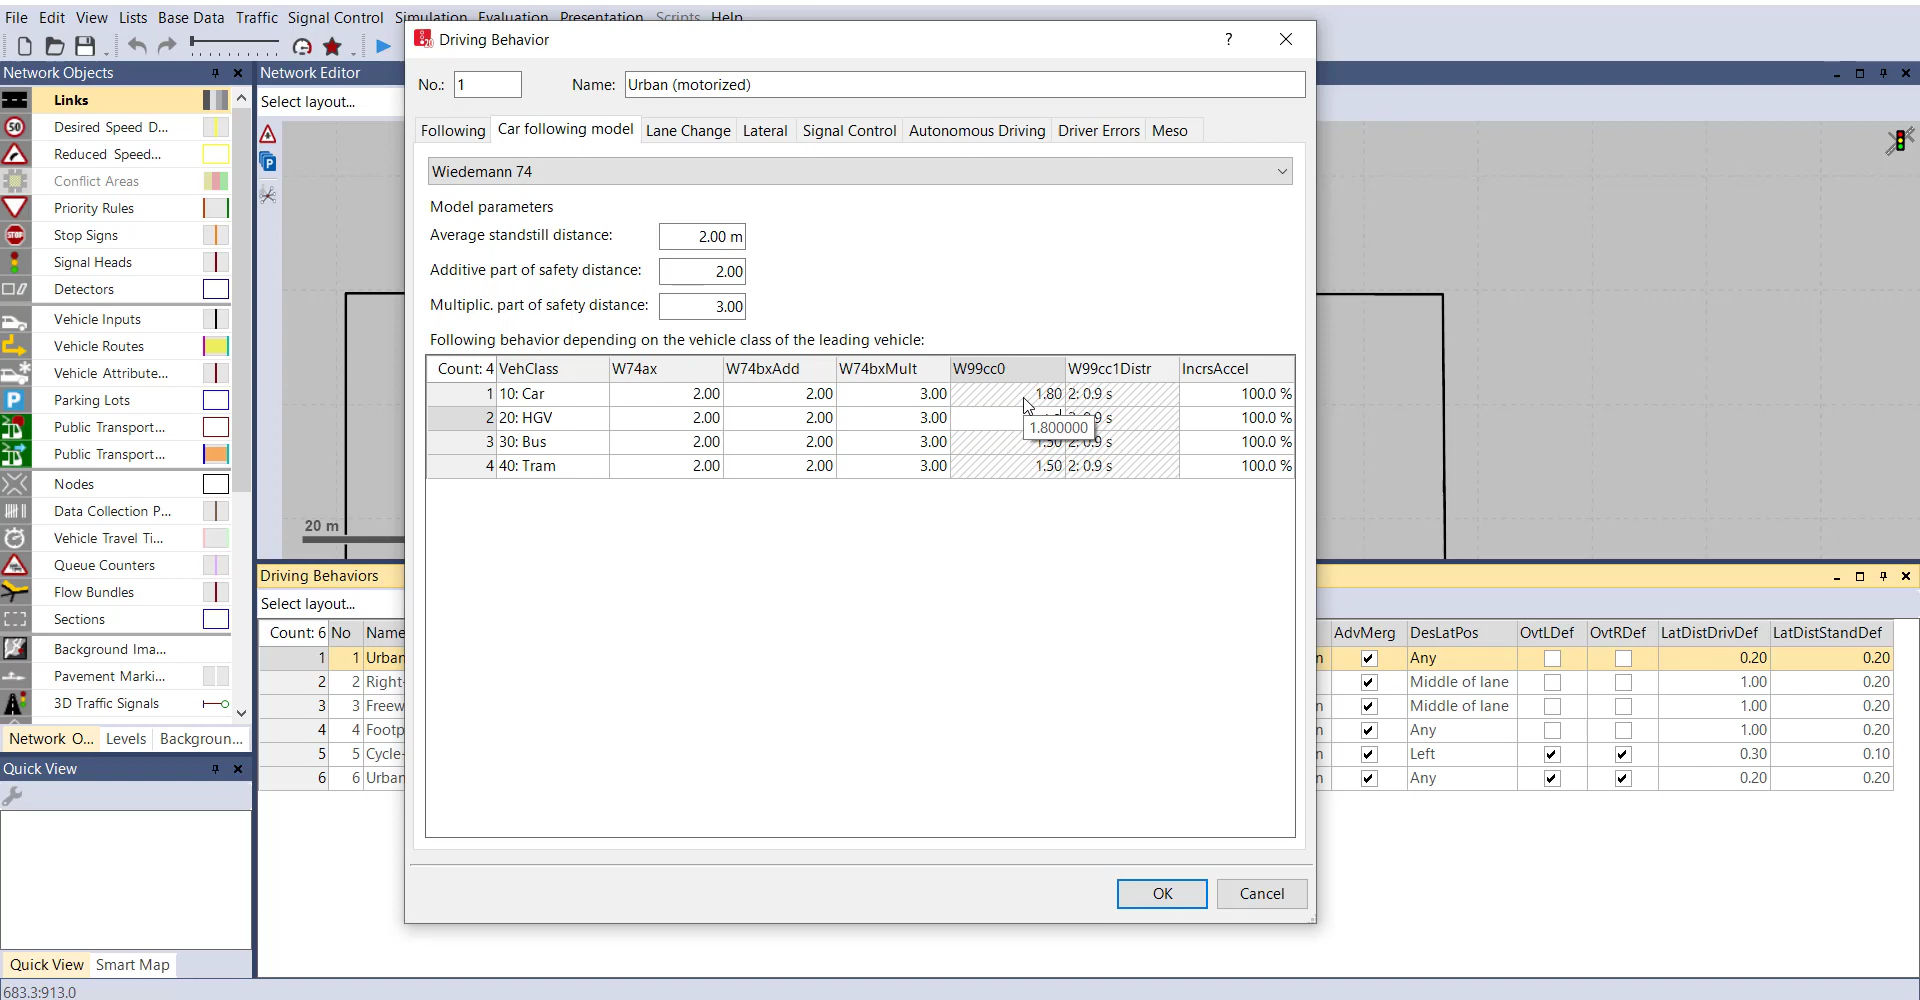 File Edit View Lists Base Data Traffic Signal Control Simulation Evaluation Presentation Scripts Help
Driving Behavior
Network Objects
Network Editor
No.: 1 Name: Urban (motorized)
Select layout...
Links
Desired Speed D...
Reduced Speed...
Conflict Areas
Priority Rules
Stop Signs
STOP
Signal Heads
Detectors
Vehicle Inputs
Vehicle Routes
Vehicle Attribute...
Parking Lots
Public Transport...
Public Transport...
Nodes
Data Collection P...
Vehicle Travel Ti...
Queue Counters
Flow Bundles
Sections
Background Ima...
Pavement Marki...
3D Traffic Signals
50
P
P
20 m
Following Car following model Lane Change Lateral Signal Control Autonomous Driving Driver Errors Meso
Wiedemann 74
Model parameters
Average standstill distance: 2.00 m
Additive part of safety distance: 2.00
Multiplic. part of safety distance: 3.00
Following behavior depending on the vehicle class of the leading vehicle:
Count: 4 VehClass W74ax W74bxAdd W74bxMult W99cc0 W99cc1Distr IncrsAccel
1 10: Car 2.00 2.00 3.00 1.80 2: 0.9 s 100.0 %
2 20: HGV 2.00 2.00 3.00 9 s 100.0 %
1.800000
3 30: Bus 2.00 2.00 3.00 1.50 2: 0.9 s 100.0 %
4 40: Tram 2.00 2.00 3.00 1.50 2: 0.9 s 100.0 %
OK Cancel
Driving Behaviors
Select layout...
Count: 6 No Name AdvMerg DesLatPos OvtLDef OvtRDef LatDistDrivDef LatDistStandDef
1 1 Urban n Any 0.20 0.20
2 2 Right- Middle of lane 1.00 0.20
3 3 Freew n Middle of lane 1.00 0.20
4 4 Footp n Any 1.00 0.20
5 5 Cycle- n Left 0.30 0.10
6 6 Urban n Any 0.20 0.20
Network O... Levels Backgroun...
Quick View
Quick View Smart Map
683.3:913.0